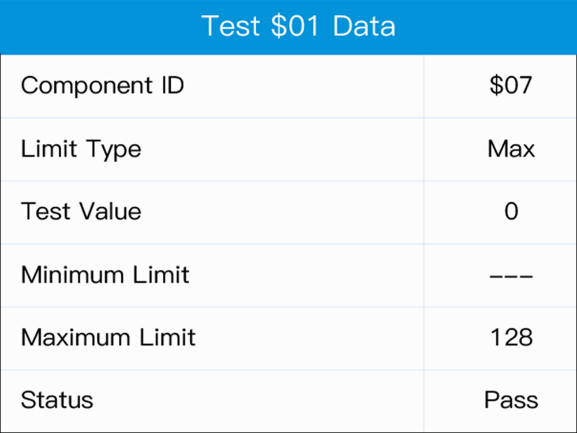 Test $01 Data
Component ID $07
Limit Type Max
Test Value 0
Minimum Limit ---
Maximum Limit 128
Status Pass